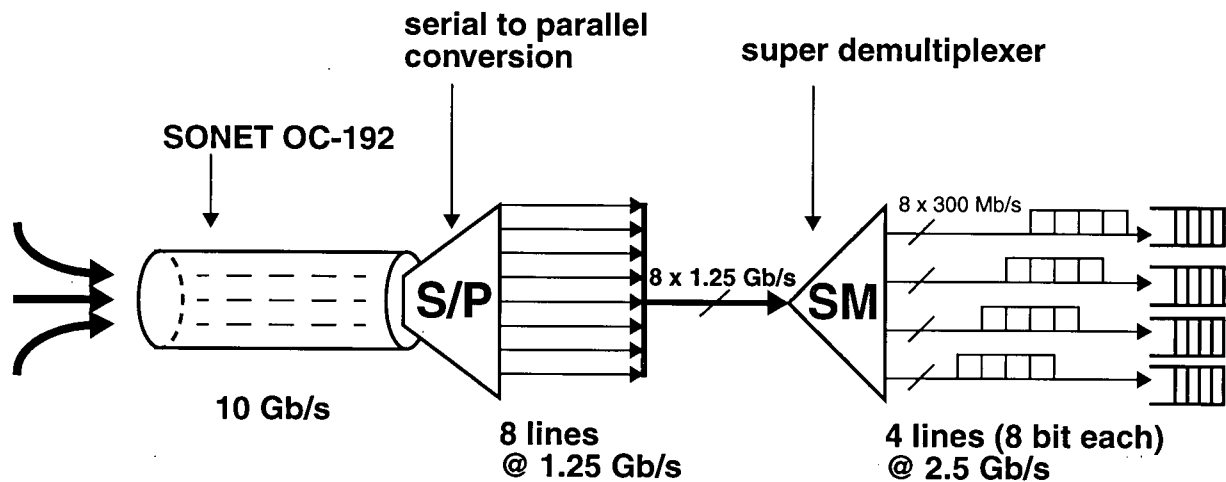 serial to parallel
conversion
super demultiplexer
SONET OC-192
8 x 300 Mb/s
8 x 1.25 Gb/s
S/P
SM
10 Gb/s
8 lines
@ 1.25 Gb/s
4 lines (8 bit each)
@ 2.5 Gb/s